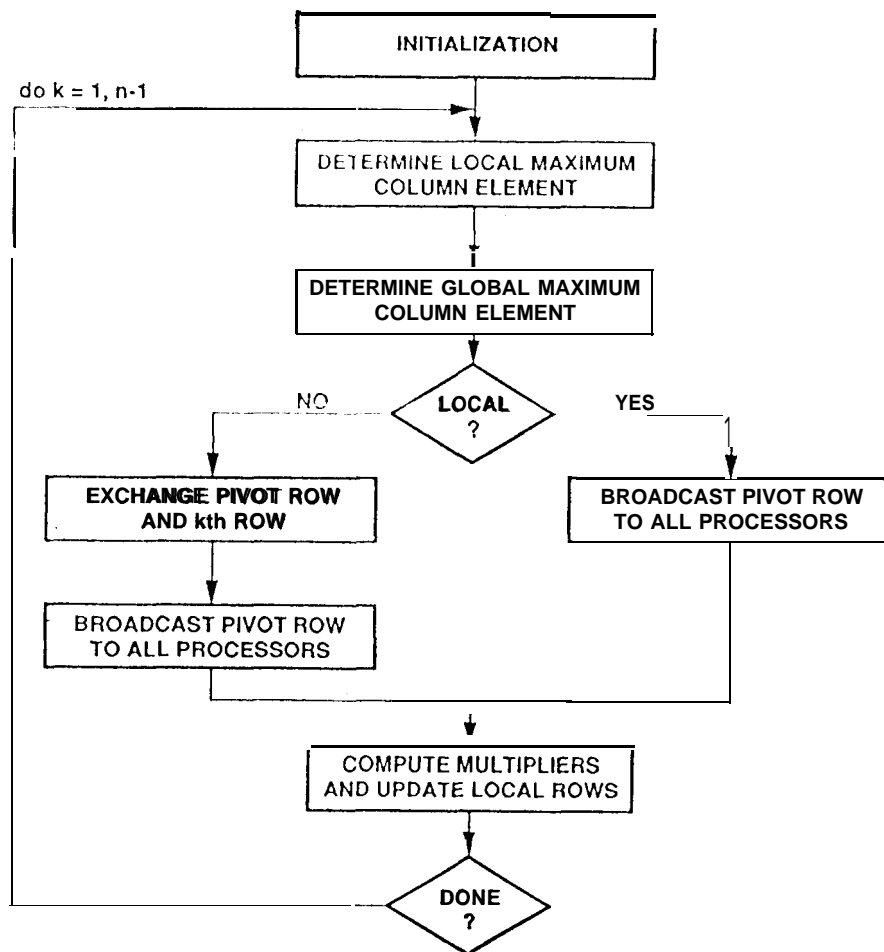 INITIALIZATION
do k = 1, n-1
DETERMINE LOCAL MAXIMUM
COLUMN ELEMENT
DETERMINE GLOBAL MAXIMUM
COLUMN ELEMENT
NO
LOCAL
?
YES
EXCHANGE PIVOT ROW
AND kth ROW
BROADCAST PIVOT ROW
TO ALL PROCESSORS
BROADCAST PIVOT ROW
TO ALL PROCESSORS
COMPUTE MULTIPLIERS
AND UPDATE LOCAL ROWS
DONE
?